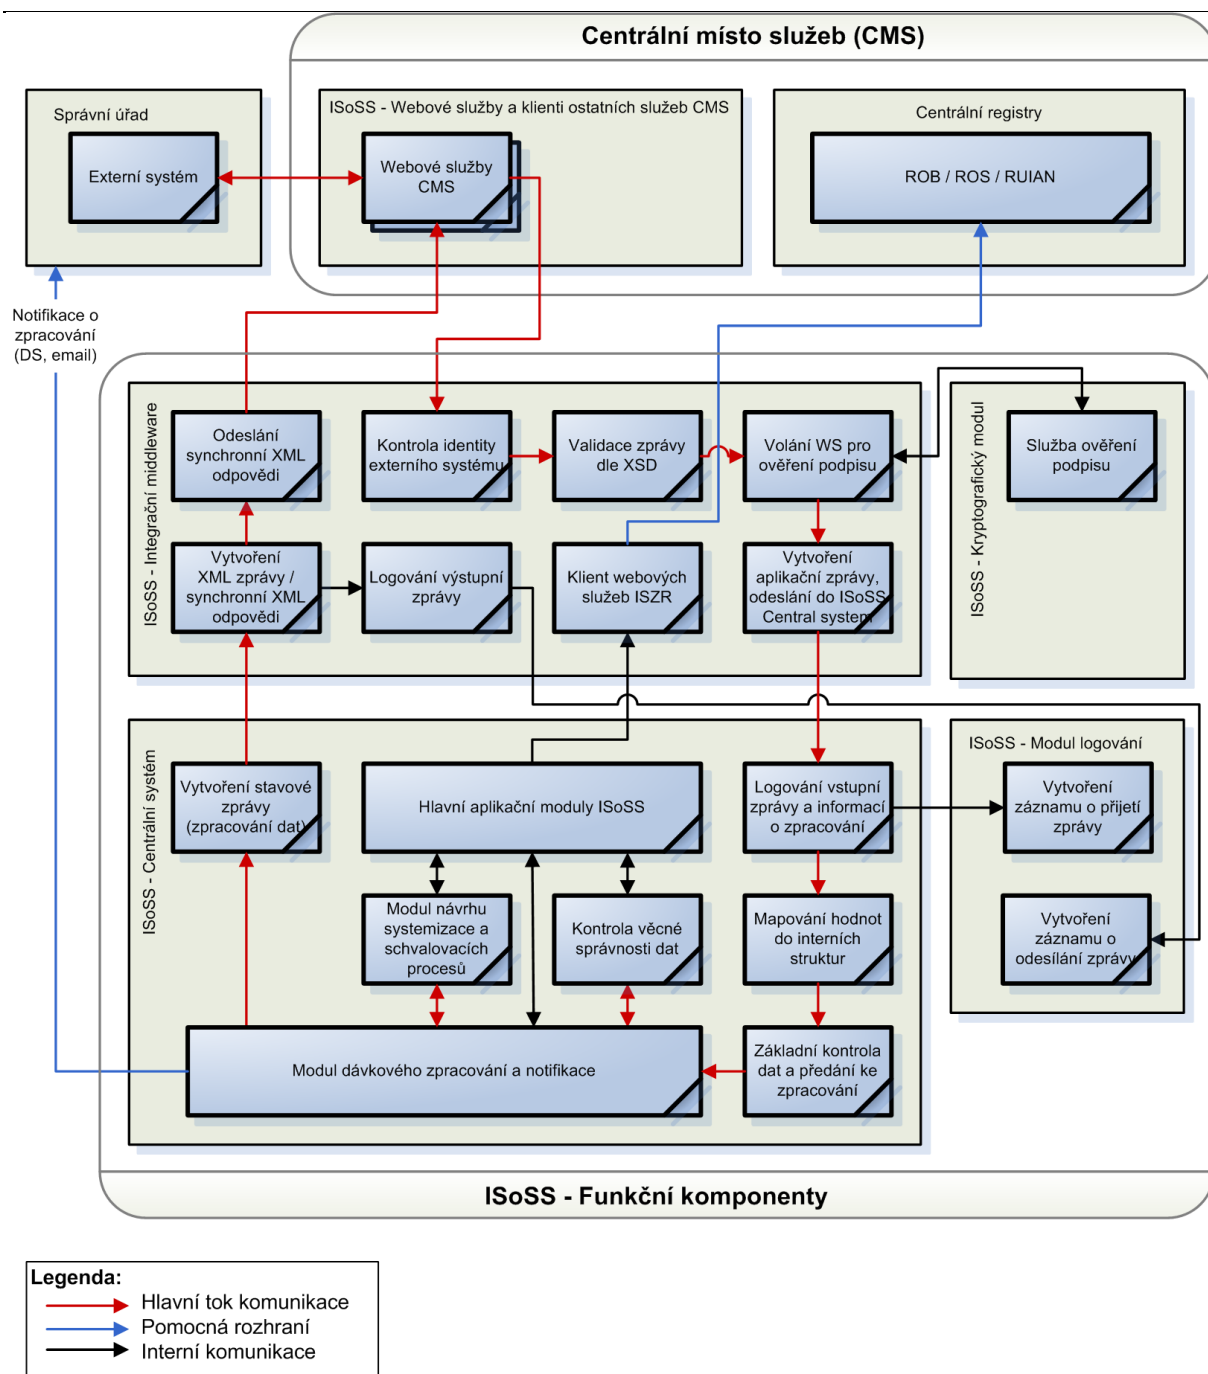 Centrální místo služeb (CMS)
Správní úřad
Externí systém
ISoSS - Webové služby a klienti ostatních služeb CMS
Webové služby
CMS
Centrální registry
ROB / ROS / RUIAN
Notifikace o
zpracování
(DS, email)
ISoSS - Integrační middleware
Odeslání
synchronní XML
odpovědi
Kontrola identity
externího systému
Validace zprávy
dle XSD
Volání WS pro
ověření podpisu
Vytvoření
XML zprávy /
synchronní XML
odpovědi
Logování výstupní
zprávy
Klient webových
služeb ISZR
Vytvoření
aplikační zprávy,
odeslání do ISoSS
Central system
ISoSS - Kryptografický modul
Služba ověření
podpisu
ISoSS - Centrální systém
Vytvoření stavové
zprávy
(zpracování dat)
Hlavní aplikační moduly ISoSS
Logování vstupní
zprávy a informací
o zpracování
Modul návrhu
systemizace a
schvalovacích
procesů
Kontrola věcné
správnosti dat
Mapování hodnot
do interních
struktur
Modul dávkového zpracování a notifikace
Základní kontrola
dat a předání ke
zpracování
ISoSS - Modul logování
Vytvoření
záznamu o přijetí
zprávy
Vytvoření
záznamu o
odesílání zprávy
ISoSS - Funkční komponenty
Legenda:
Hlavní tok komunikace
Pomocná rozhraní
Interní komunikace